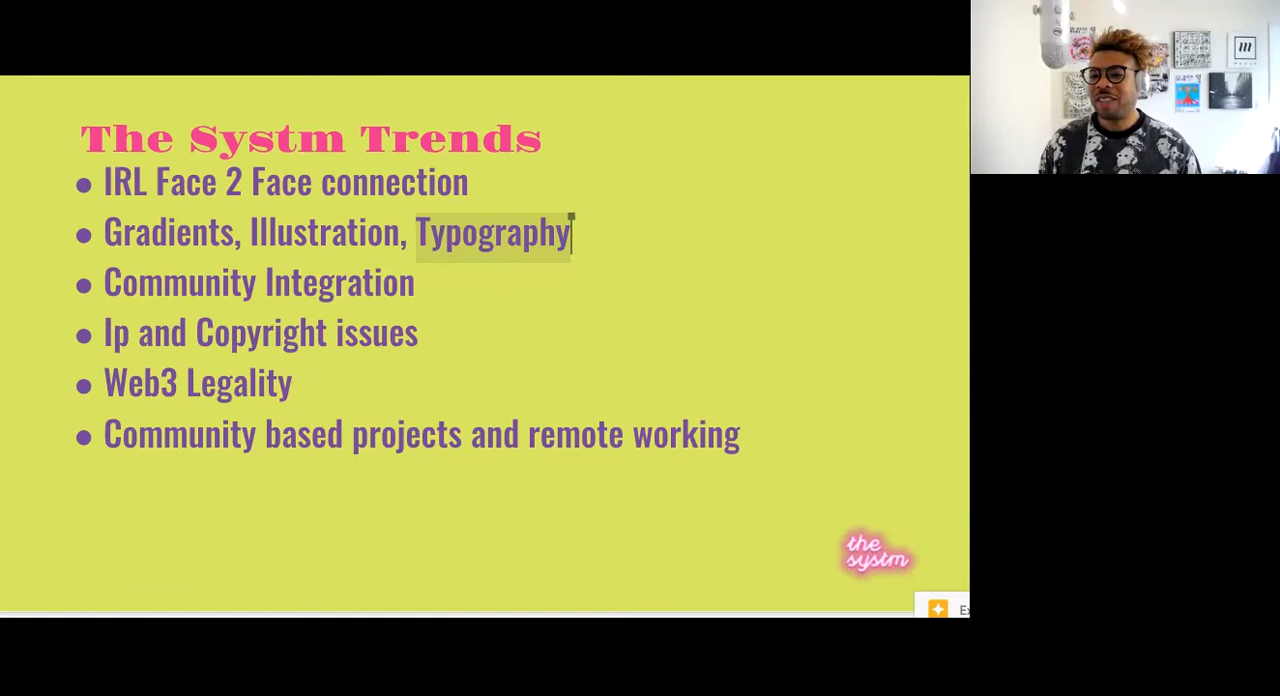 The Systm Trends
● IRL Face 2 Face connection
● Gradients, Illustration, Typography
● Community Integration
● Ip and Copyright issues
● Web3 Legality
● Community based projects and remote working
the
systm